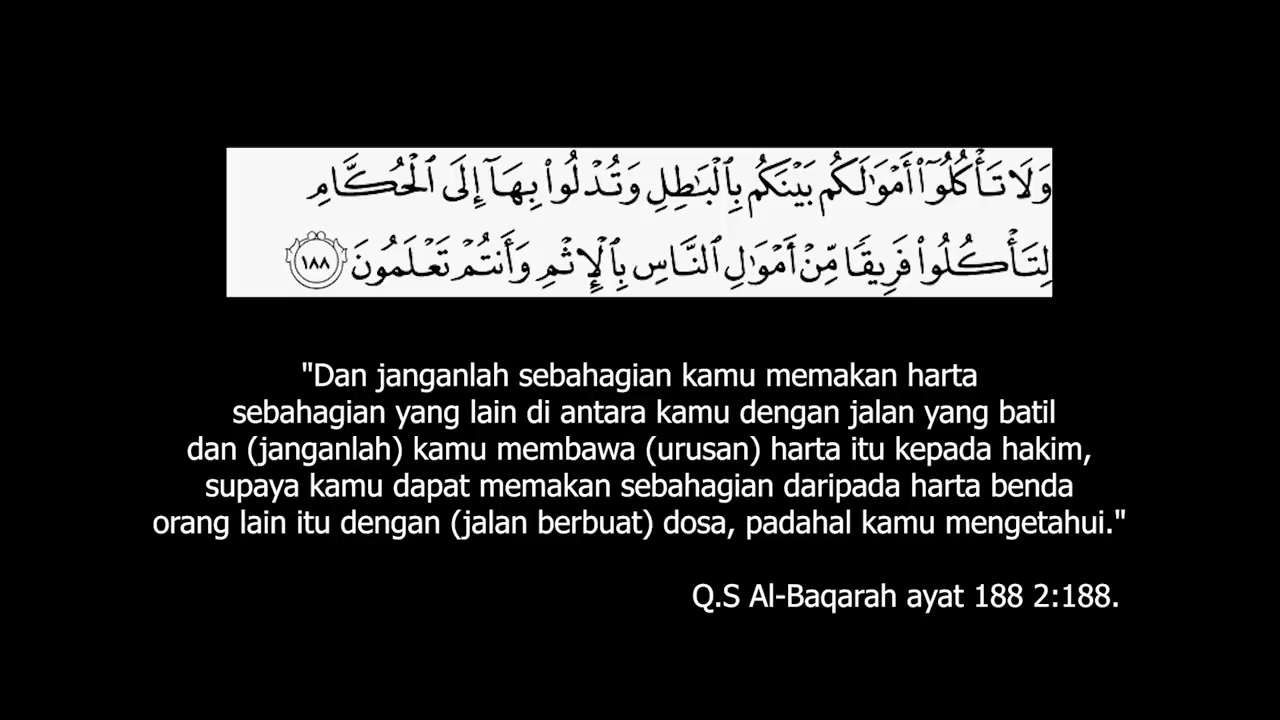 وَلَا تَأْكُلُوٓا۟ أَمْوَٰلَكُم بَيْنَكُم بِٱلْبَٰطِلِ وَتُدْلُوا۟ بِهَآ إِلَى ٱلْحُكَّامِ
لِتَأْكُلُوا۟ فَرِيقًا مِّنْ أَمْوَٰلِ ٱلنَّاسِ بِٱلْإِثْمِ وَأَنتُمْ تَعْلَمُونَ ١٨٨
"Dan janganlah sebahagian kamu memakan harta
sebahagian yang lain di antara kamu dengan jalan yang batil
dan (janganlah) kamu membawa (urusan) harta itu kepada hakim,
supaya kamu dapat memakan sebahagian daripada harta benda
orang lain itu dengan (jalan berbuat) dosa, padahal kamu mengetahui."
Q.S Al-Baqarah ayat 188 2:188.